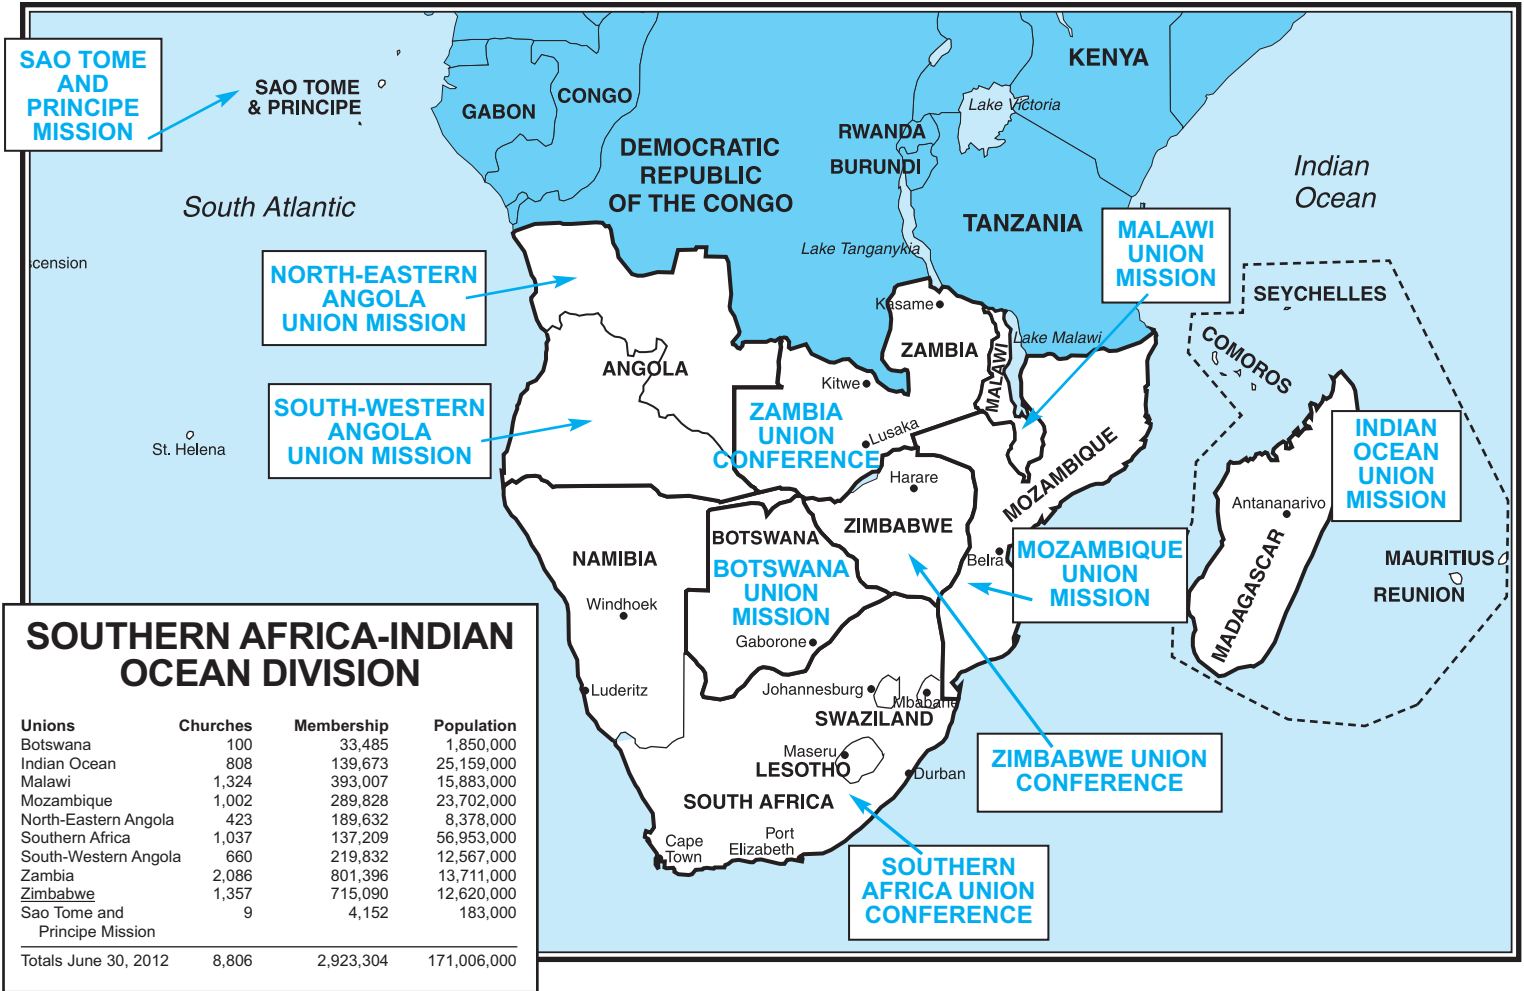 SAO TOME
AND
PRINCIPE
MISSION
SAO TOME
& PRINCIPE
GABON
CONGO
KENYA
Lake Victoria
RWANDA
BURUNDI
DEMOCRATIC
REPUBLIC
OF THE CONGO
TANZANIA
Indian
Ocean
South Atlantic
Lake Tanganykia
MALAWI
UNION
MISSION
cension
NORTH-EASTERN
ANGOLA
UNION MISSION
SEYCHELLES
COMOROS
Kasame
ZAMBIA
MALAWI
Lake Malawi
ANGOLA
Kitwe
SOUTH-WESTERN
ANGOLA
UNION MISSION
ZAMBIA
UNION
CONFERENCE
Lusaka
St. Helena
MOZAMBIQUE
INDIAN
OCEAN
UNION
MISSION
Harare
Antananarivo
ZIMBABWE
BOTSWANA
NAMIBIA
BOTSWANA
UNION
MISSION
Belra
MOZAMBIQUE
UNION
MISSION
MADAGASCAR
MAURITIUS
REUNION
Windhoek
Gaborone
Luderitz
Johannesburg
Mbabane
SWAZILAND
Maseru
LESOTHO
Durban
ZIMBABWE UNION
CONFERENCE
SOUTH AFRICA
Cape
Town
Port
Elizabeth
SOUTHERN
AFRICA UNION
CONFERENCE
SOUTHERN AFRICA-INDIAN
OCEAN DIVISION
Unions Churches Membership Population
Botswana 100 33,485 1,850,000
Indian Ocean 808 139,673 25,159,000
Malawi 1,324 393,007 15,883,000
Mozambique 1,002 289,828 23,702,000
North-Eastern Angola 423 189,632 8,378,000
Southern Africa 1,037 137,209 56,953,000
South-Western Angola 660 219,832 12,567,000
Zambia 2,086 801,396 13,711,000
Zimbabwe 1,357 715,090 12,620,000
Sao Tome and 9 4,152 183,000
Principe Mission
Totals June 30, 2012 8,806 2,923,304 171,006,000